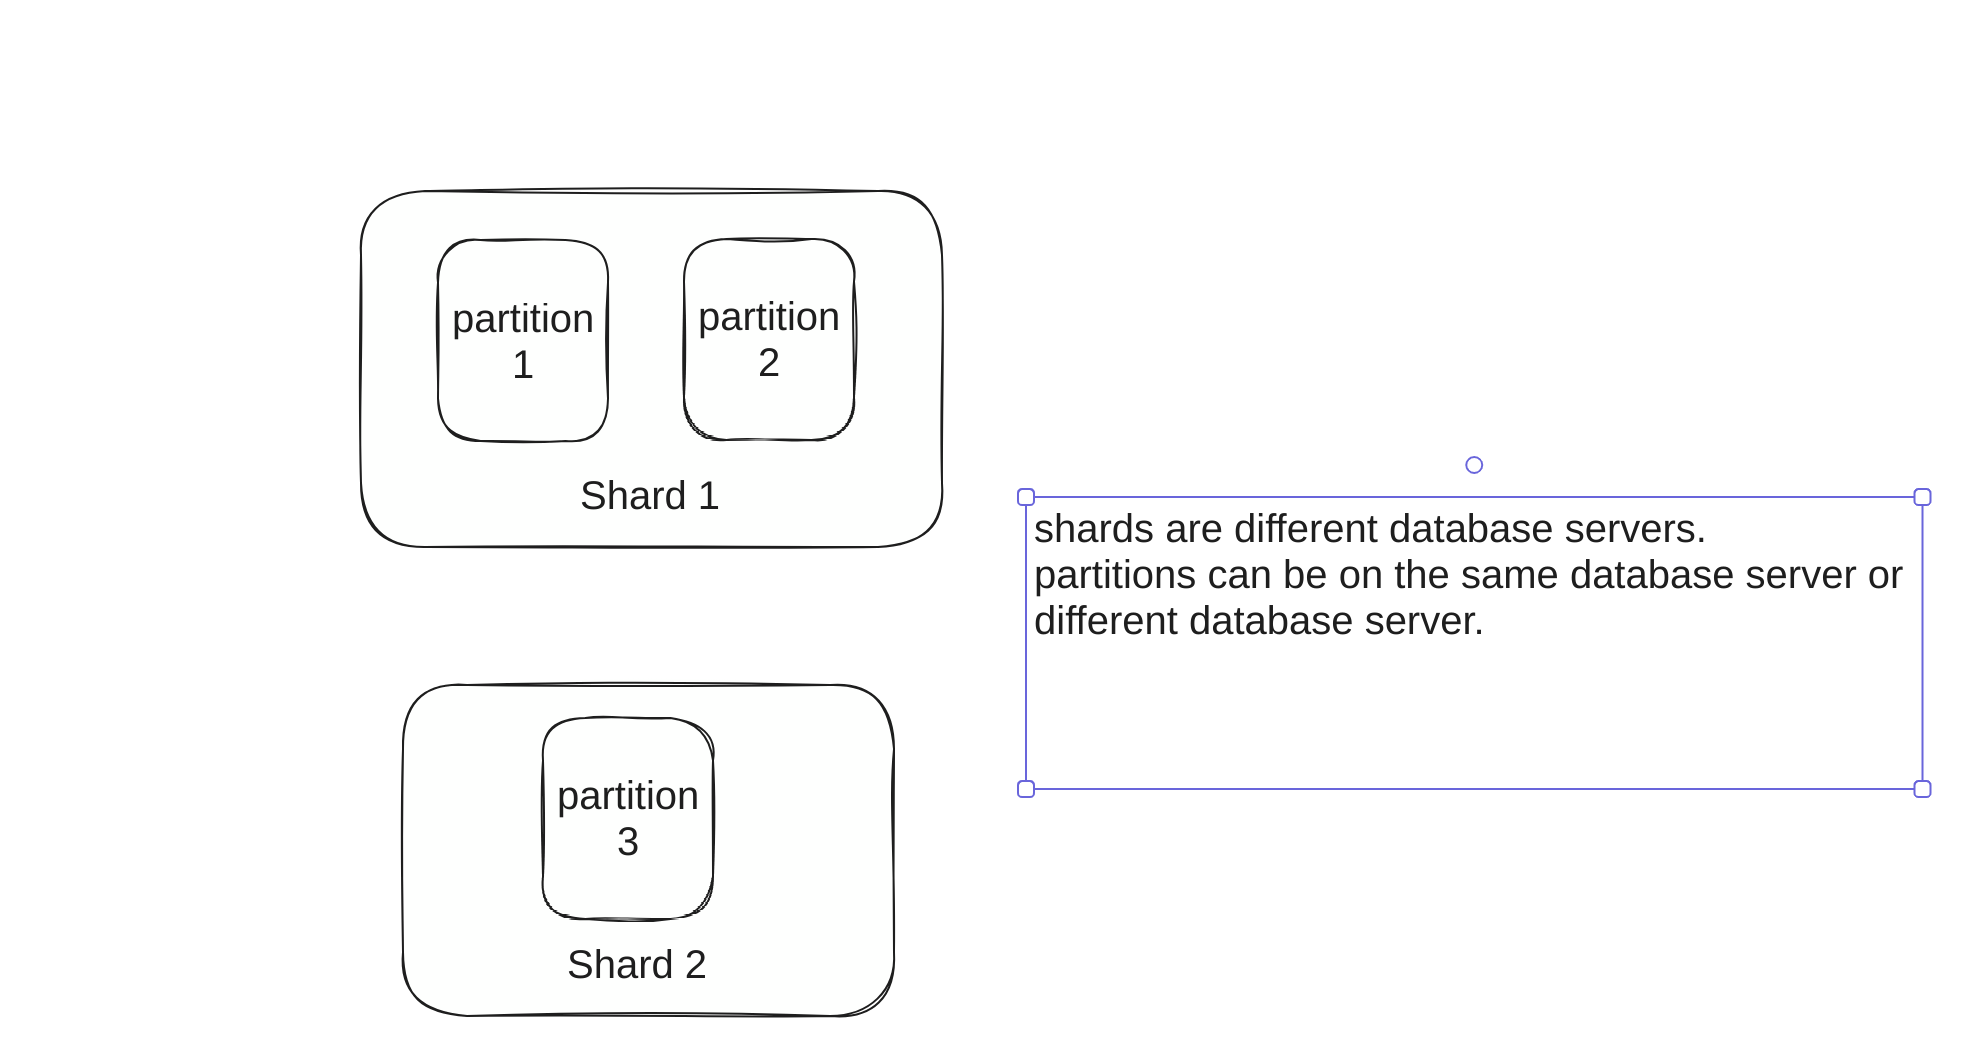 partition
1
partition
2
Shard 1
shards are different database servers.
partitions can be on the same database server or
different database server.
partition
3
Shard 2